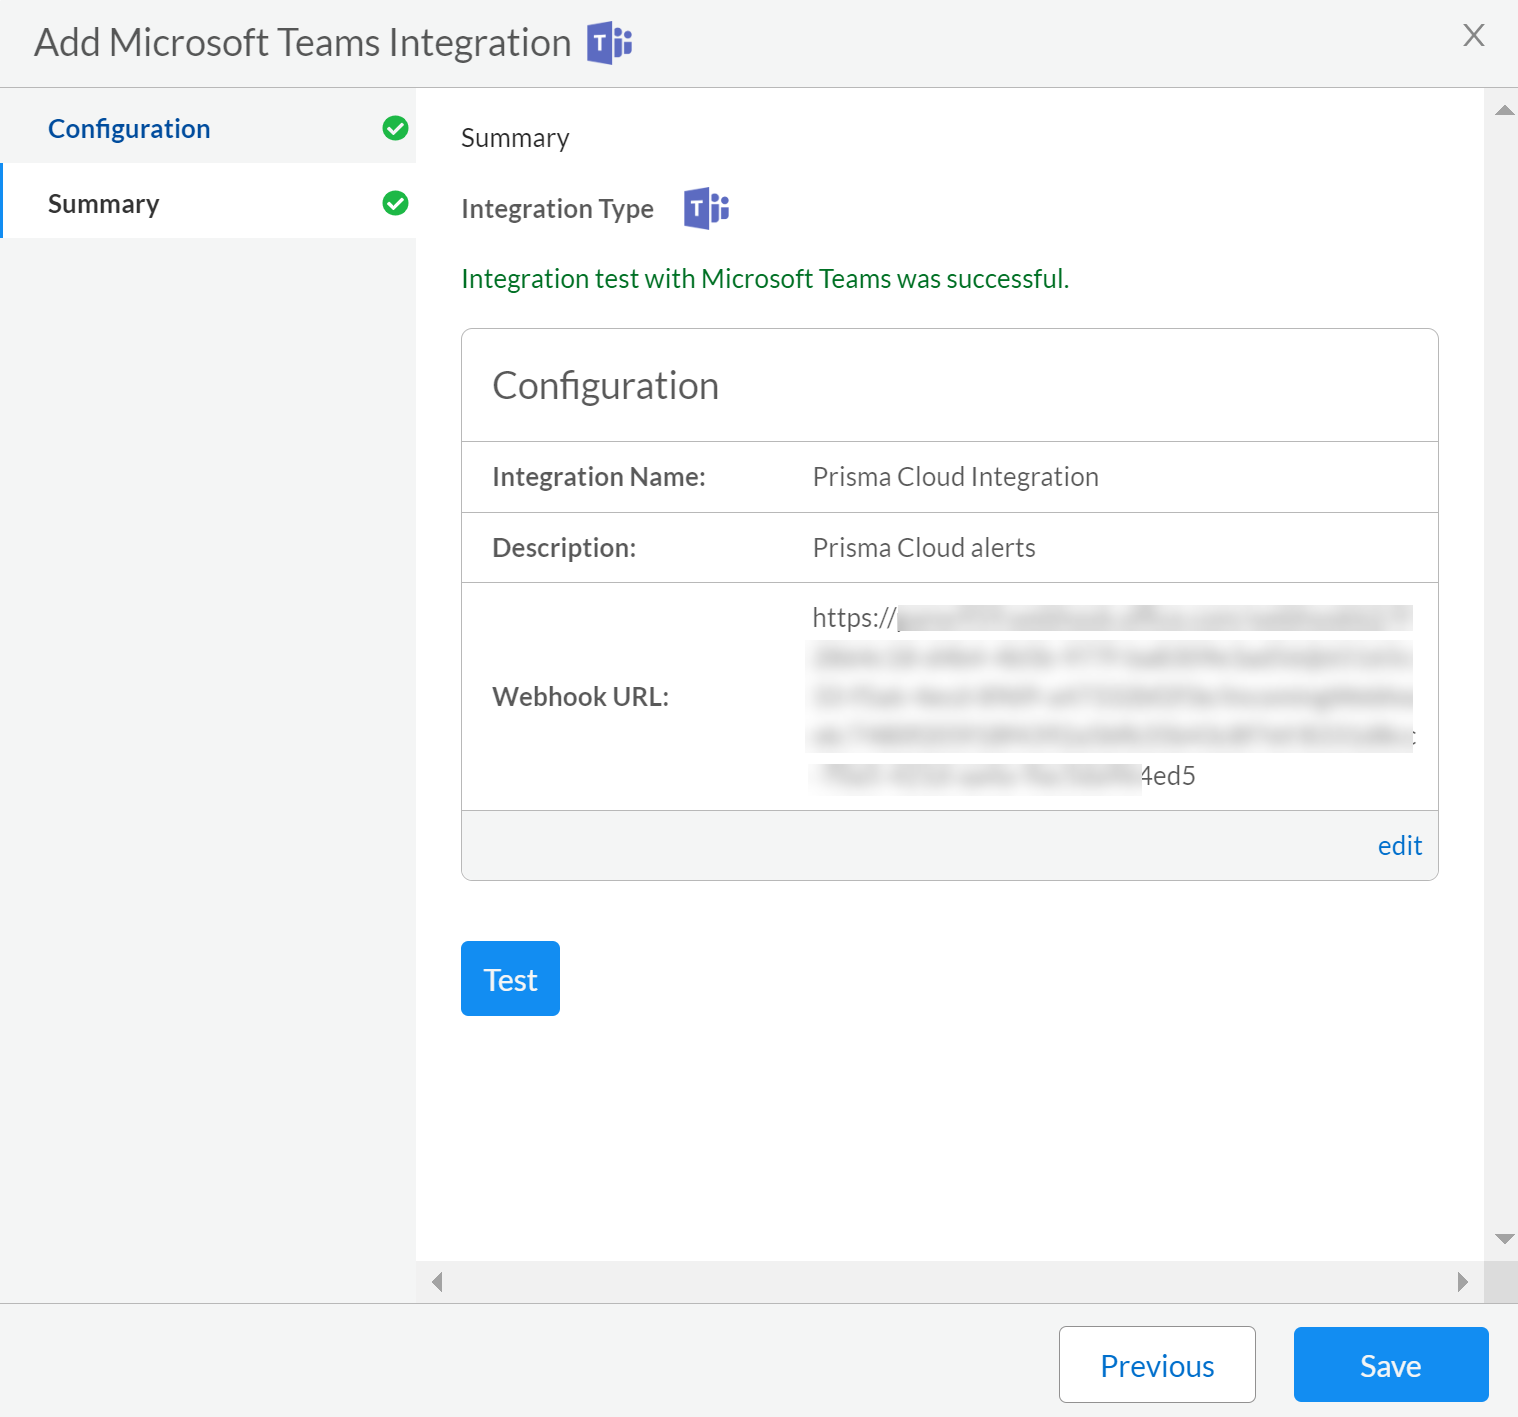 Add Microsoft Teams Integration
X
Configuration
Summary
Summary
Integration Type
Integration test with Microsoft Teams was successful.
Configuration
Integration Name: Prisma Cloud Integration
Description: Prisma Cloud alerts
https://
Webhook URL:
4ed5
edit
Test
Previous
Save